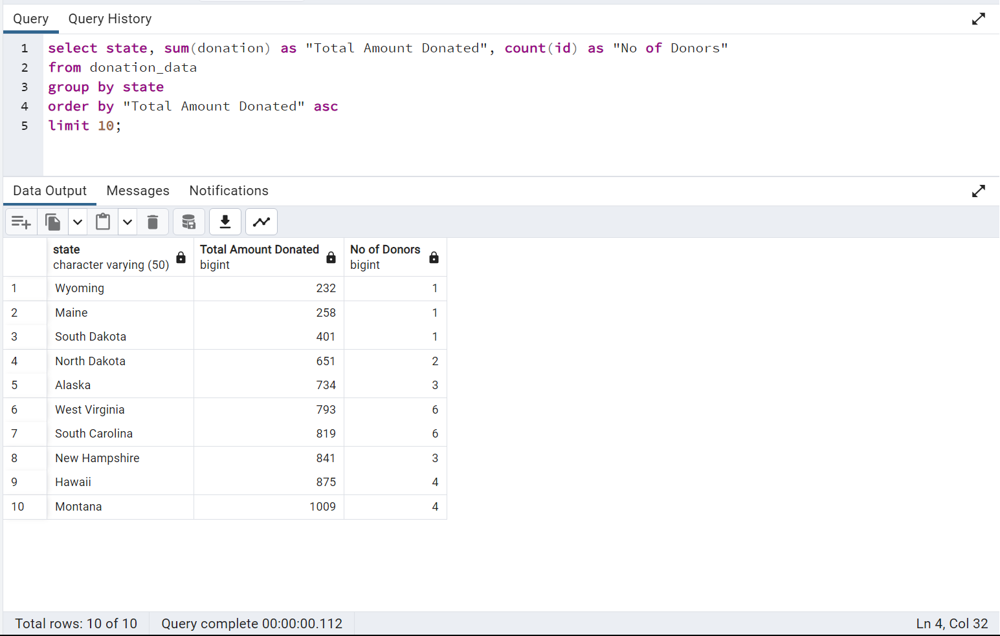 Query Query History
1 select state, sum(donation) as "Total Amount Donated", count(id) as "No of Donors"
2 from donation_data
3 group by state
4 order by "Total Amount Donated" asc
5 limit 10;
Data Output Messages Notifications
state Total Amount Donated No of Donors
character varying (50) bigint bigint
1 Wyoming 232 1
2 Maine 258 1
3 South Dakota 401 1
4 North Dakota 651 2
5 Alaska 734 3
6 West Virginia 793 6
7 South Carolina 819 6
8 New Hampshire 841 3
9 Hawaii 875 4
10 Montana 1009 4
Total rows: 10 of 10 Query complete 00:00:00.112 Ln 4, Col 32